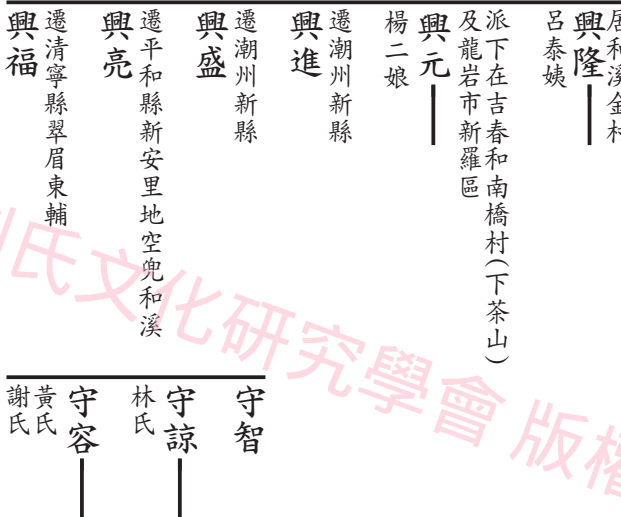 居和溪金村
興隆
呂泰姨
派下在吉春和南橋村(下茶山)
及龍岩市新羅區
興元
楊二娘
遷潮州新縣
興進
遷潮州新縣
興盛
遷平和縣新安里地空兜和溪
興亮
遷清寧縣翠眉東輔
興福
守智
守諒
林氏
守容
黃氏
謝氏
氏文化研究學會 版權